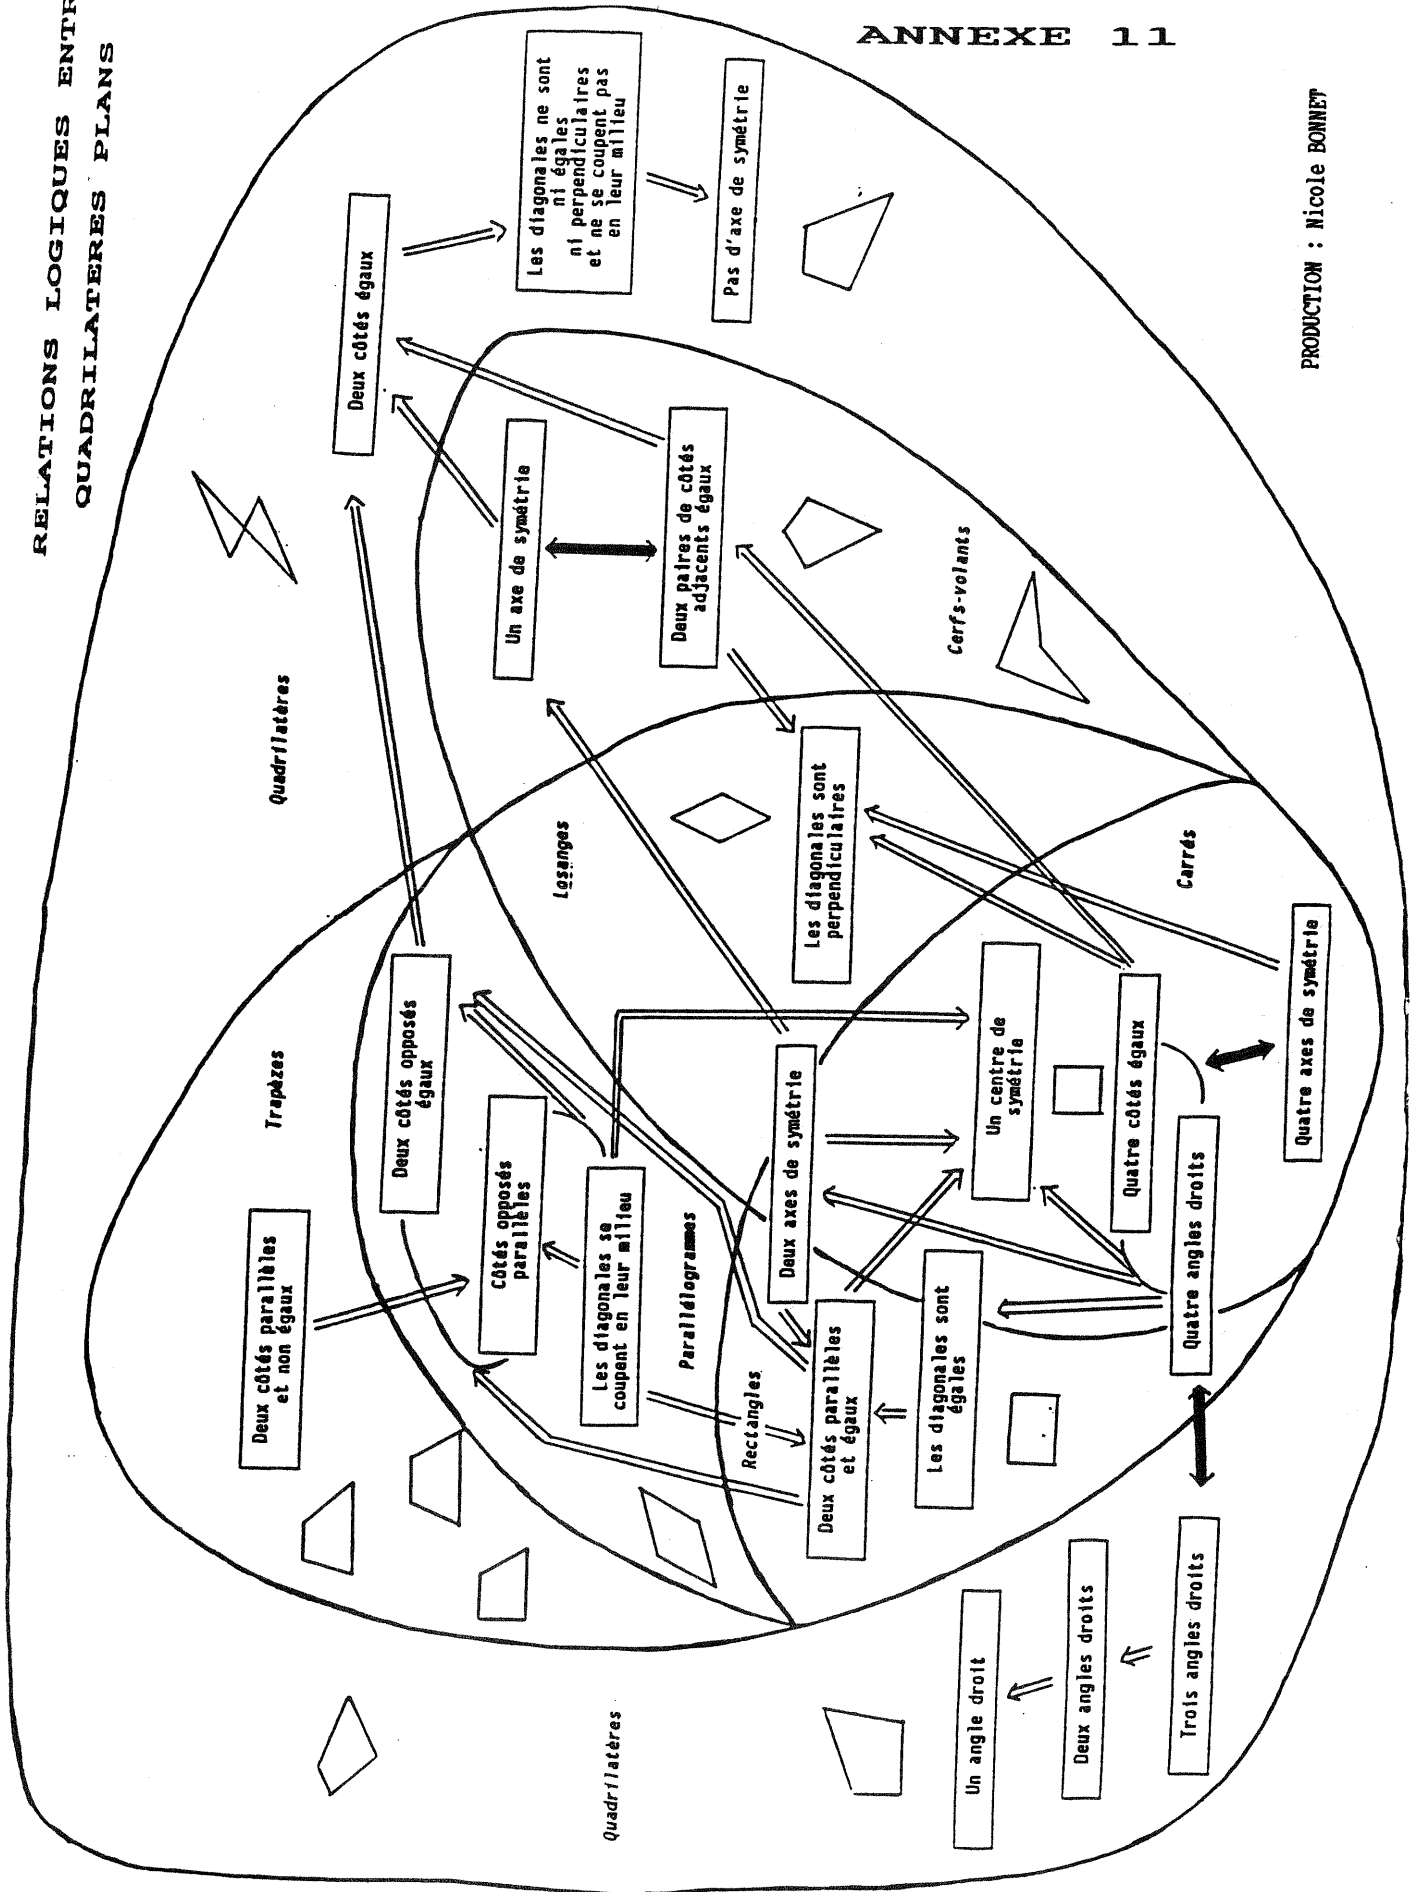 ANNEXE 11
RELATIONS LOGIQUES ENTR
QUADRILATERES PLANS
Quadrilatères
Deux côtés égaux
Les diagonales ne sont
ni égales
ni perpendiculaires
et ne se coupent pas
en leur milieu
Pas d'axe de symétrie
Un axe de symétrie
Deux paires de côtés
adjacents égaux
Cerfs-volants
Trapèzes
Deux côtés parallèles
et non égaux
Deux côtés opposés
égaux
Côtés opposés
parallèles
Les diagonales se
coupent en leur milieu
Parallélogrammes
Losanges
Les diagonales sont
perpendiculaires
Rectangles
Deux côtés parallèles
et égaux
Deux axes de symétrie
Les diagonales sont
égales
Un centre de
symétrie
Carrés
Quatre côtés égaux
Quatre angles droits
Quatre axes de symétrie
Quadrilatères
Un angle droit
Deux angles droits
Trois angles droits
PRODUCTION : Nicole BONNET